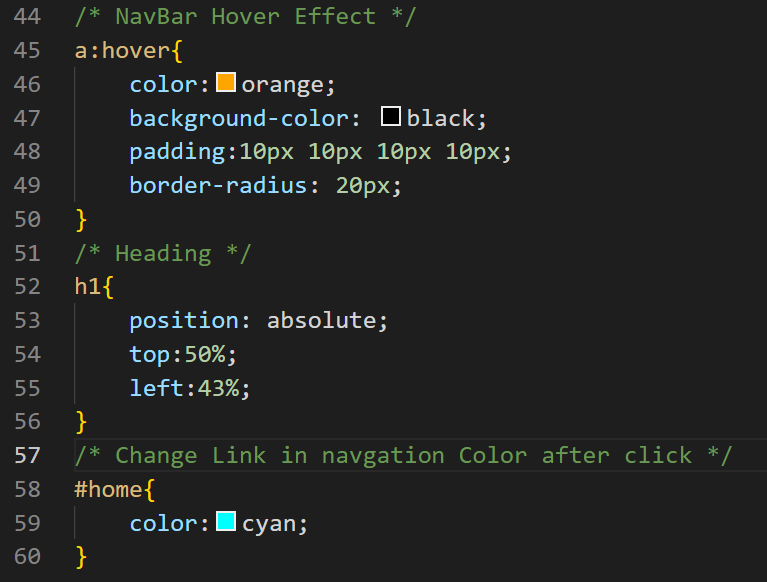 44 /* NavBar Hover Effect */
45 a:hover{
46 color:orange;
47 background-color: black;
48 padding:10px 10px 10px 10px;
49 border-radius: 20px;
50 }
51 /* Heading */
52 h1{
53 position: absolute;
54 top:50%;
55 left:43%;
56 }
57 /* Change Link in navgation Color after click */
58 #home{
59 color:cyan;
60 }